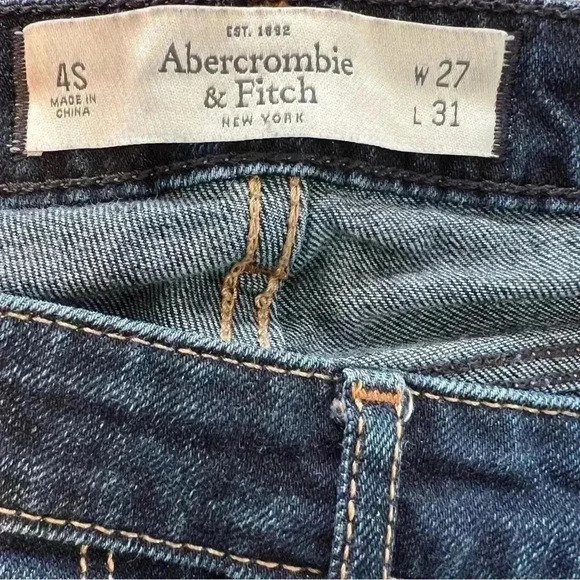 EST. 1892
Abercrombie
& Fitch
NEW YORK
4S
MADE IN
CHINA
W 27
L 31